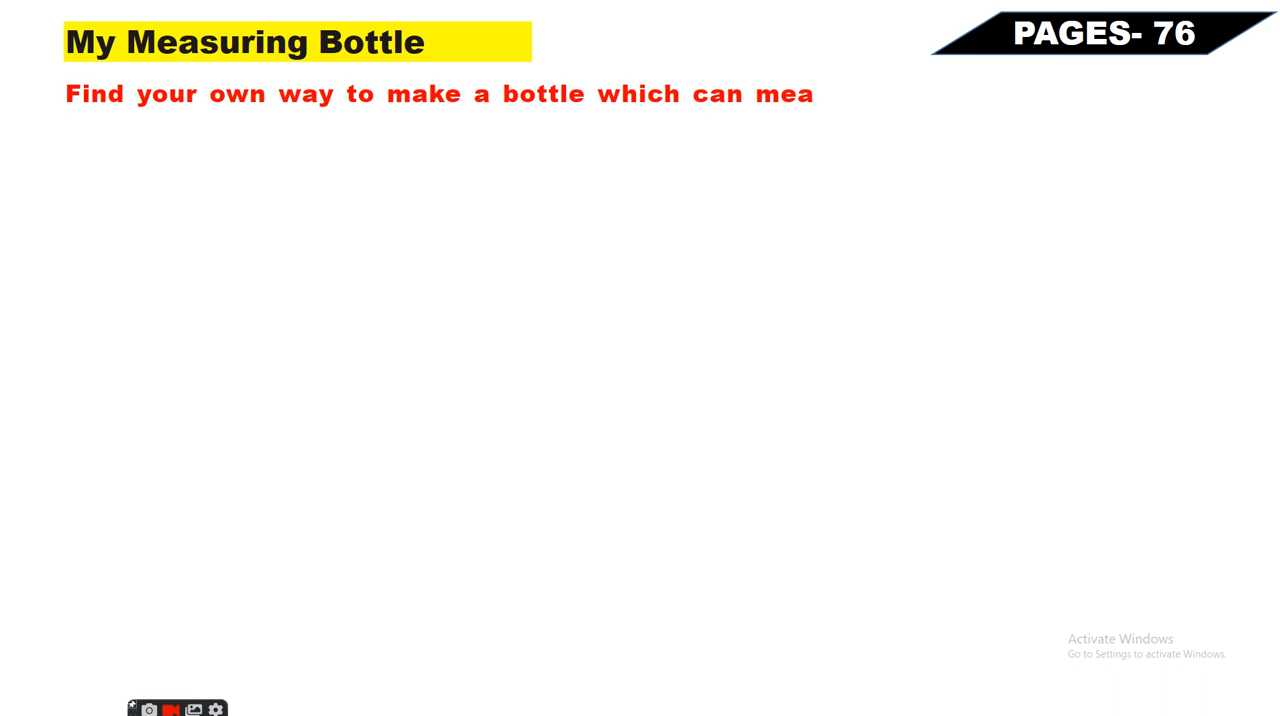 My Measuring Bottle
PAGES- 76
Find your own way to make a bottle which can mea
Activate Windows
Go to Settings to activate Windows.